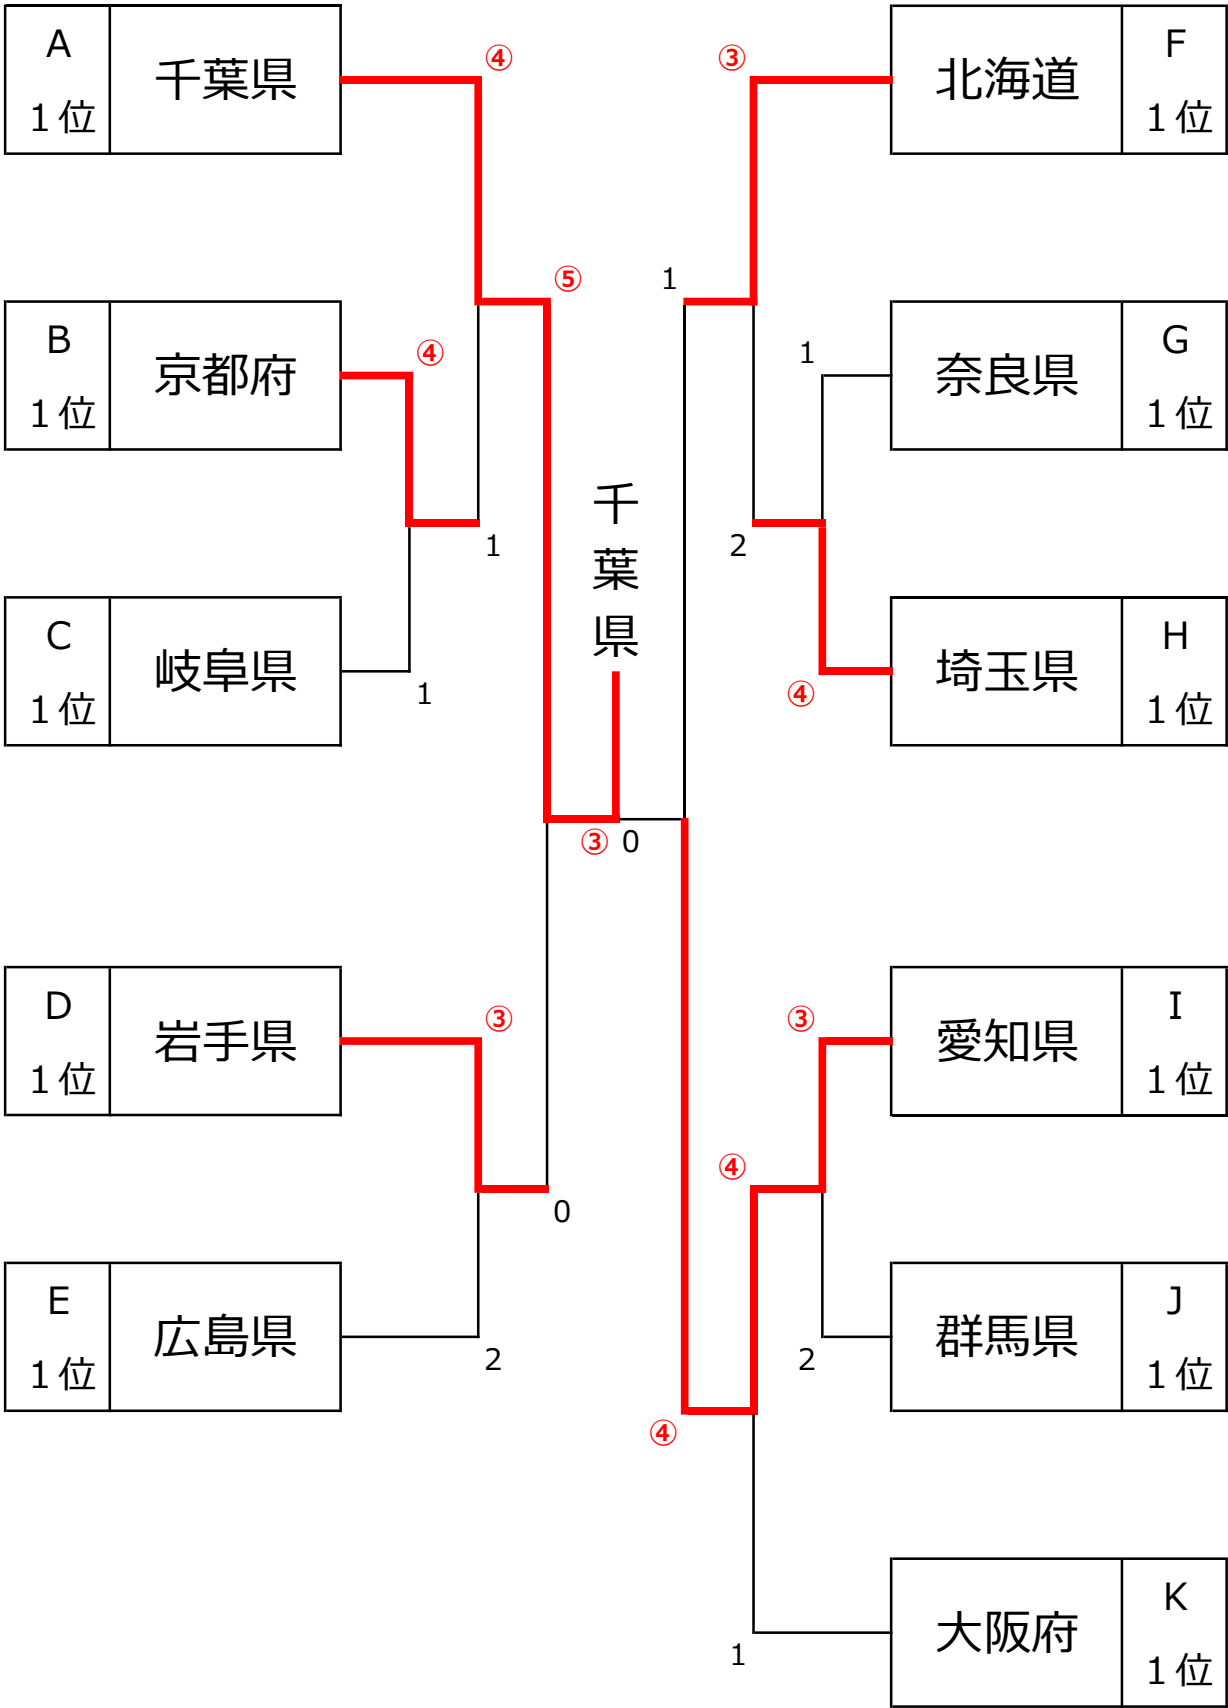 A
1位
千葉県
④
B
1位
京都府
④
C
1位
岐阜県
1
1
⑤
D
1位
岩手県
③
E
1位
広島県
2
0
千葉県
③ 0
③
北海道
F
1位
1
1
奈良県
G
1位
2
④
埼玉県
H
1位
③
愛知県
I
1位
④
2
群馬県
J
1位
④
1
大阪府
K
1位